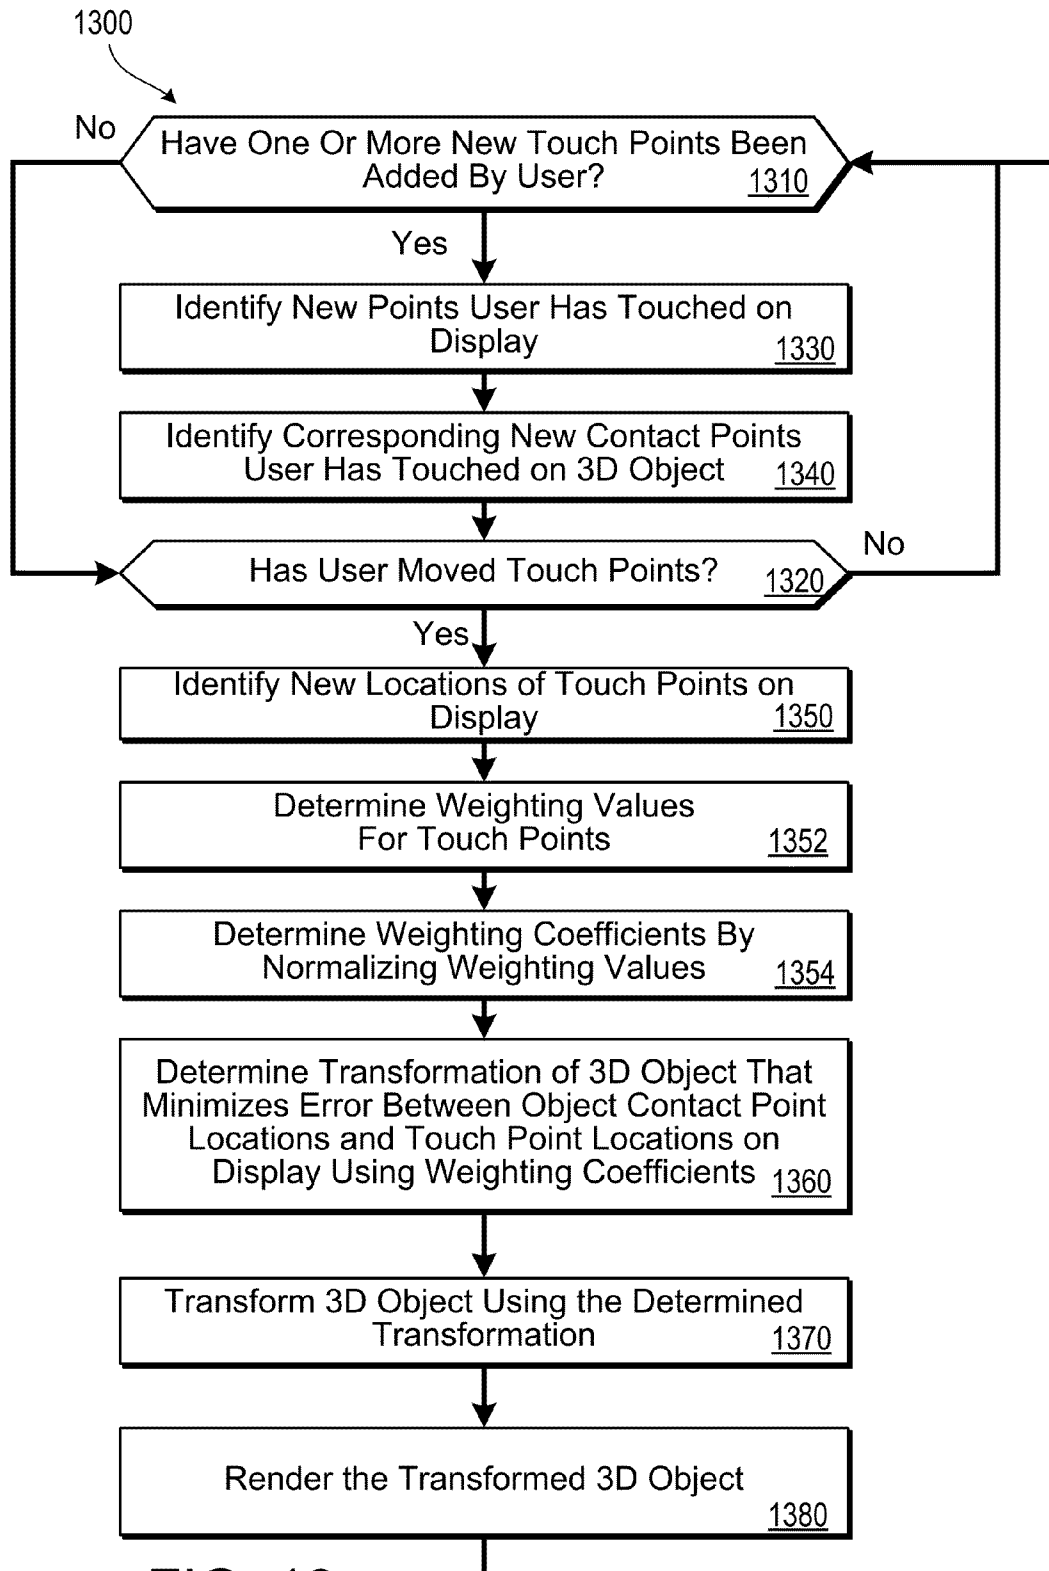 1300
No
Have One Or More New Touch Points Been
Added By User?
1310
Yes
Identify New Points User Has Touched on
Display
1330
Identify Corresponding New Contact Points
User Has Touched on 3D Object
1340
Has User Moved Touch Points?
1320
No
Yes
Identify New Locations of Touch Points on
Display
1350
Determine Weighting Values
For Touch Points
1352
Determine Weighting Coefficients By
Normalizing Weighting Values
1354
Determine Transformation of 3D Object That
Minimizes Error Between Object Contact Point
Locations and Touch Point Locations on
Display Using Weighting Coefficients
1360
Transform 3D Object Using the Determined
Transformation
1370
Render the Transformed 3D Object
1380